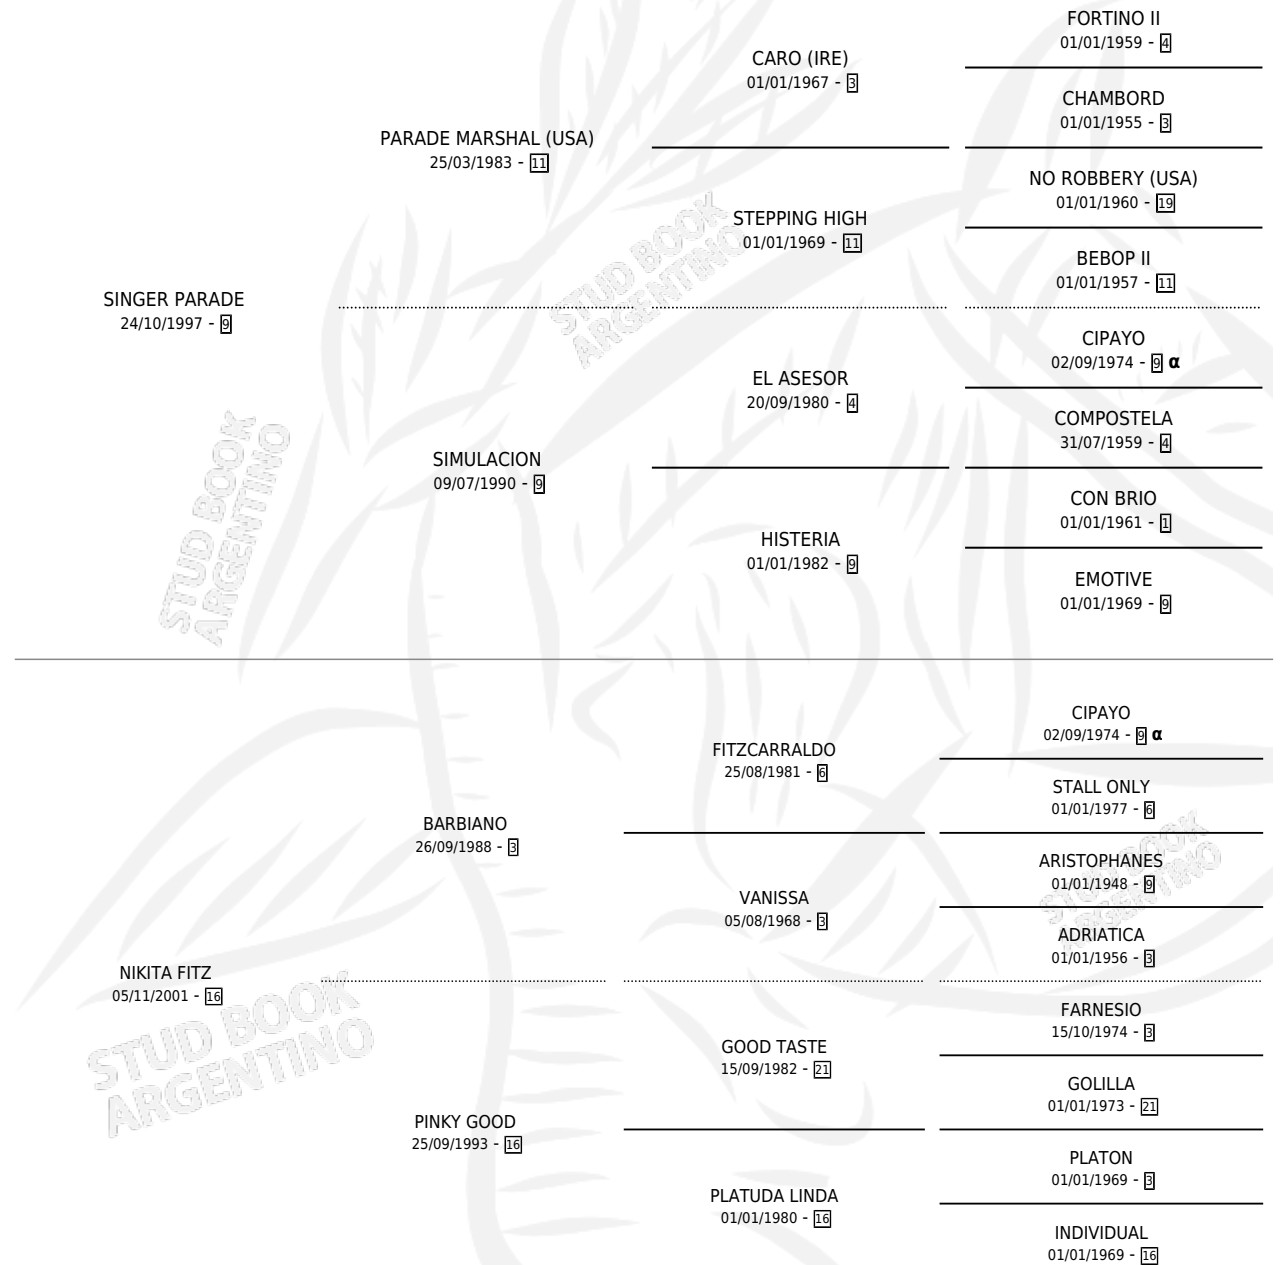 FORTINO II
01/01/1959 - 4
CARO (IRE)
01/01/1967 - 3
CHAMBORD
01/01/1955 - 3
PARADE MARSHAL (USA)
25/03/1983 - 11
NO ROBBERY (USA)
01/01/1960 - 19
STEPPING HIGH
01/01/1969 - 11
BEBOP II
01/01/1957 - 11
SINGER PARADE
24/10/1997 - 9
CIPAYO
02/09/1974 - 9 α
EL ASESOR
20/09/1980 - 4
COMPOSTELA
31/07/1959 - 4
SIMULACION
09/07/1990 - 9
CON BRIO
01/01/1961 - 1
HISTERIA
01/01/1982 - 9
EMOTIVE
01/01/1969 - 9
CIPAYO
02/09/1974 - 9 α
FITZCARRALDO
25/08/1981 - 6
STALL ONLY
01/01/1977 - 6
BARBIANO
26/09/1988 - 3
ARISTOPHANES
01/01/1948 - 9
VANISSA
05/08/1968 - 3
ADRIATICA
01/01/1956 - 3
NIKITA FITZ
05/11/2001 - 16
FARNESIO
15/10/1974 - 3
GOOD TASTE
15/09/1982 - 21
GOLILLA
01/01/1973 - 21
PINKY GOOD
25/09/1993 - 16
PLATON
01/01/1969 - 3
PLATUDA LINDA
01/01/1980 - 16
INDIVIDUAL
01/01/1969 - 16
STUD BOOK
ARGENTINO
STUD BOOK
ARGENTINO
STUD BOOK
ARGENTINO
STUD BOOK
ARGENTINO